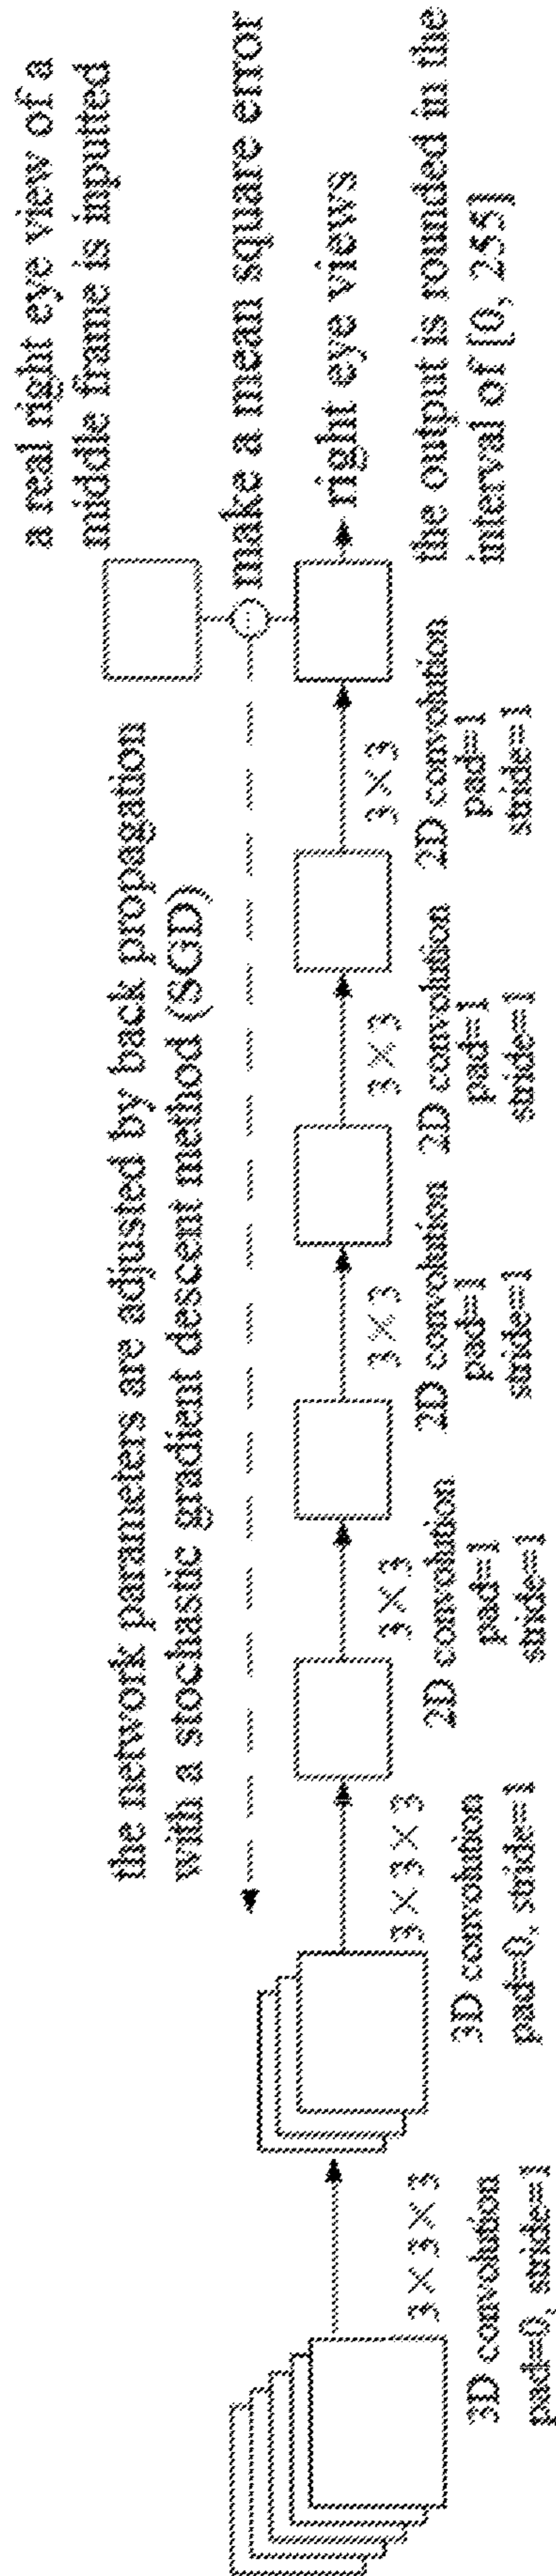 a real right eye view of a
middle frame is inputted
the network parameters are adjusted by back propagation
with a stochastic gradient descent method (SGD)
make a mean square error
right eye views
the output is rounded in the
interval of [0, 255]
3×3×3
3D convolution
pad=0, stride=1
3×3×3
3D convolution
pad=0, stride=1
3×3
2D convolution
pad=1
stride=1
3×3
2D convolution
pad=1
stride=1
3×3
2D convolution
pad=1
stride=1
3×3
2D convolution
pad=1
stride=1